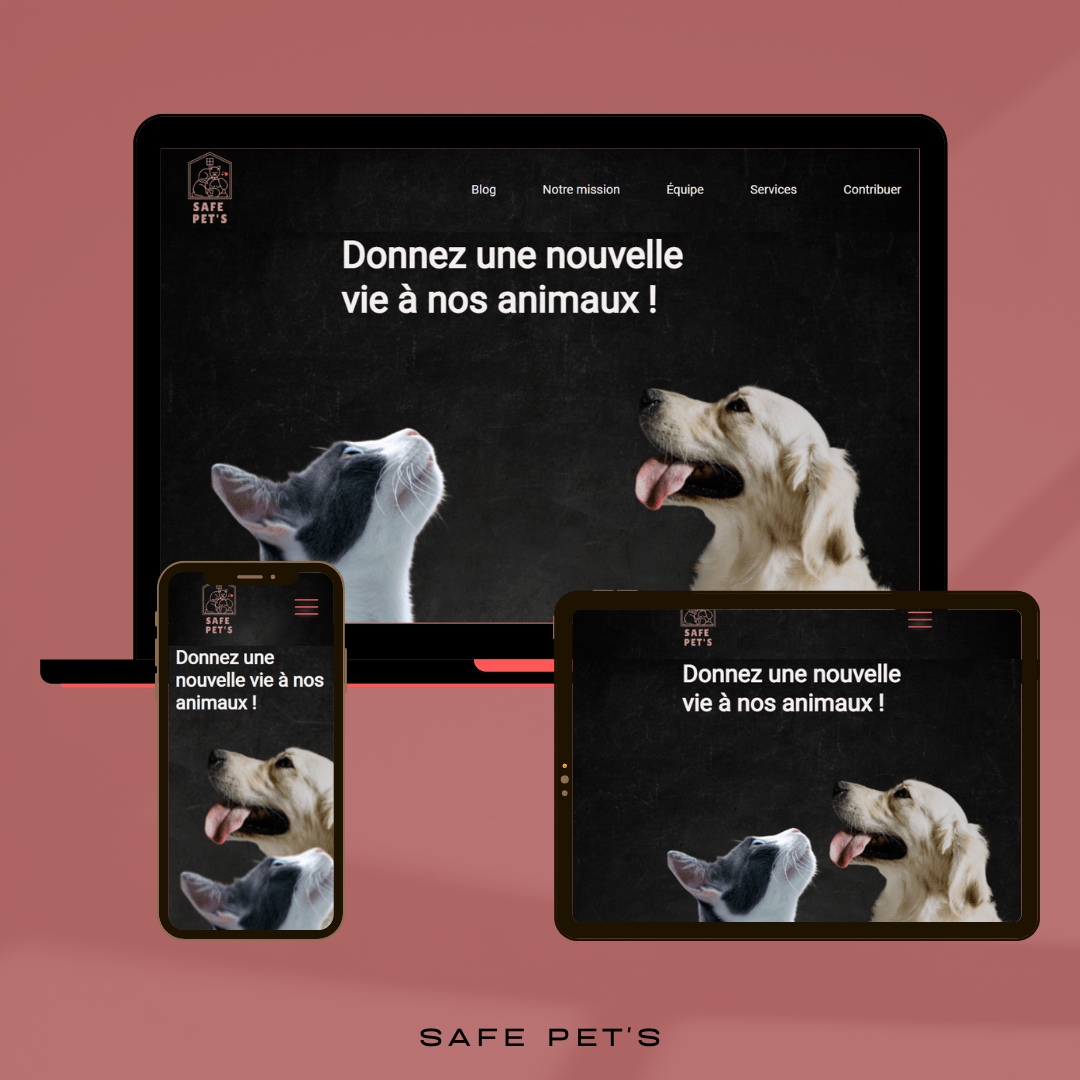 SAFE
PET'S
Blog
Notre mission
Équipe
Services
Contribuer
Donnez une nouvelle
vie à nos animaux !
SAFE
PET'S
Donnez une
nouvelle vie à nos
animaux !
SAFE
PET'S
Donnez une nouvelle
vie à nos animaux !
SAFE PET'S